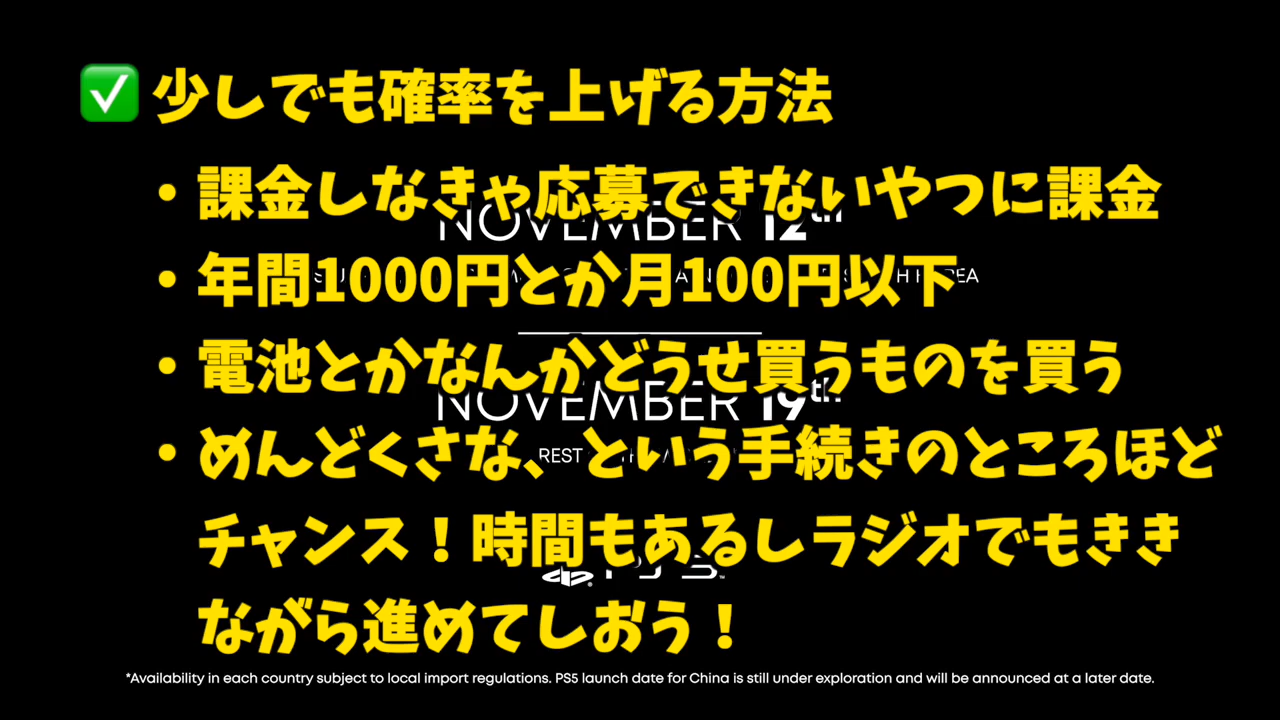 ✅ 少しでも確率を上げる方法
• 課金しなきゃ応募できないやつに課金
NOVEMBER 12th
• 年間1000円とか月100円以下
• 電池とかなんかどうせ買うものを買う
NOVEMBER 19th
• めんどくさな、という手続きのところほど
REST
チャンス！時間もあるしラジオでもきき
PS5
ながら進めてしおう！
*Availability in each country subject to local import regulations. PS5 launch date for China is still under exploration and will be announced at a later date.